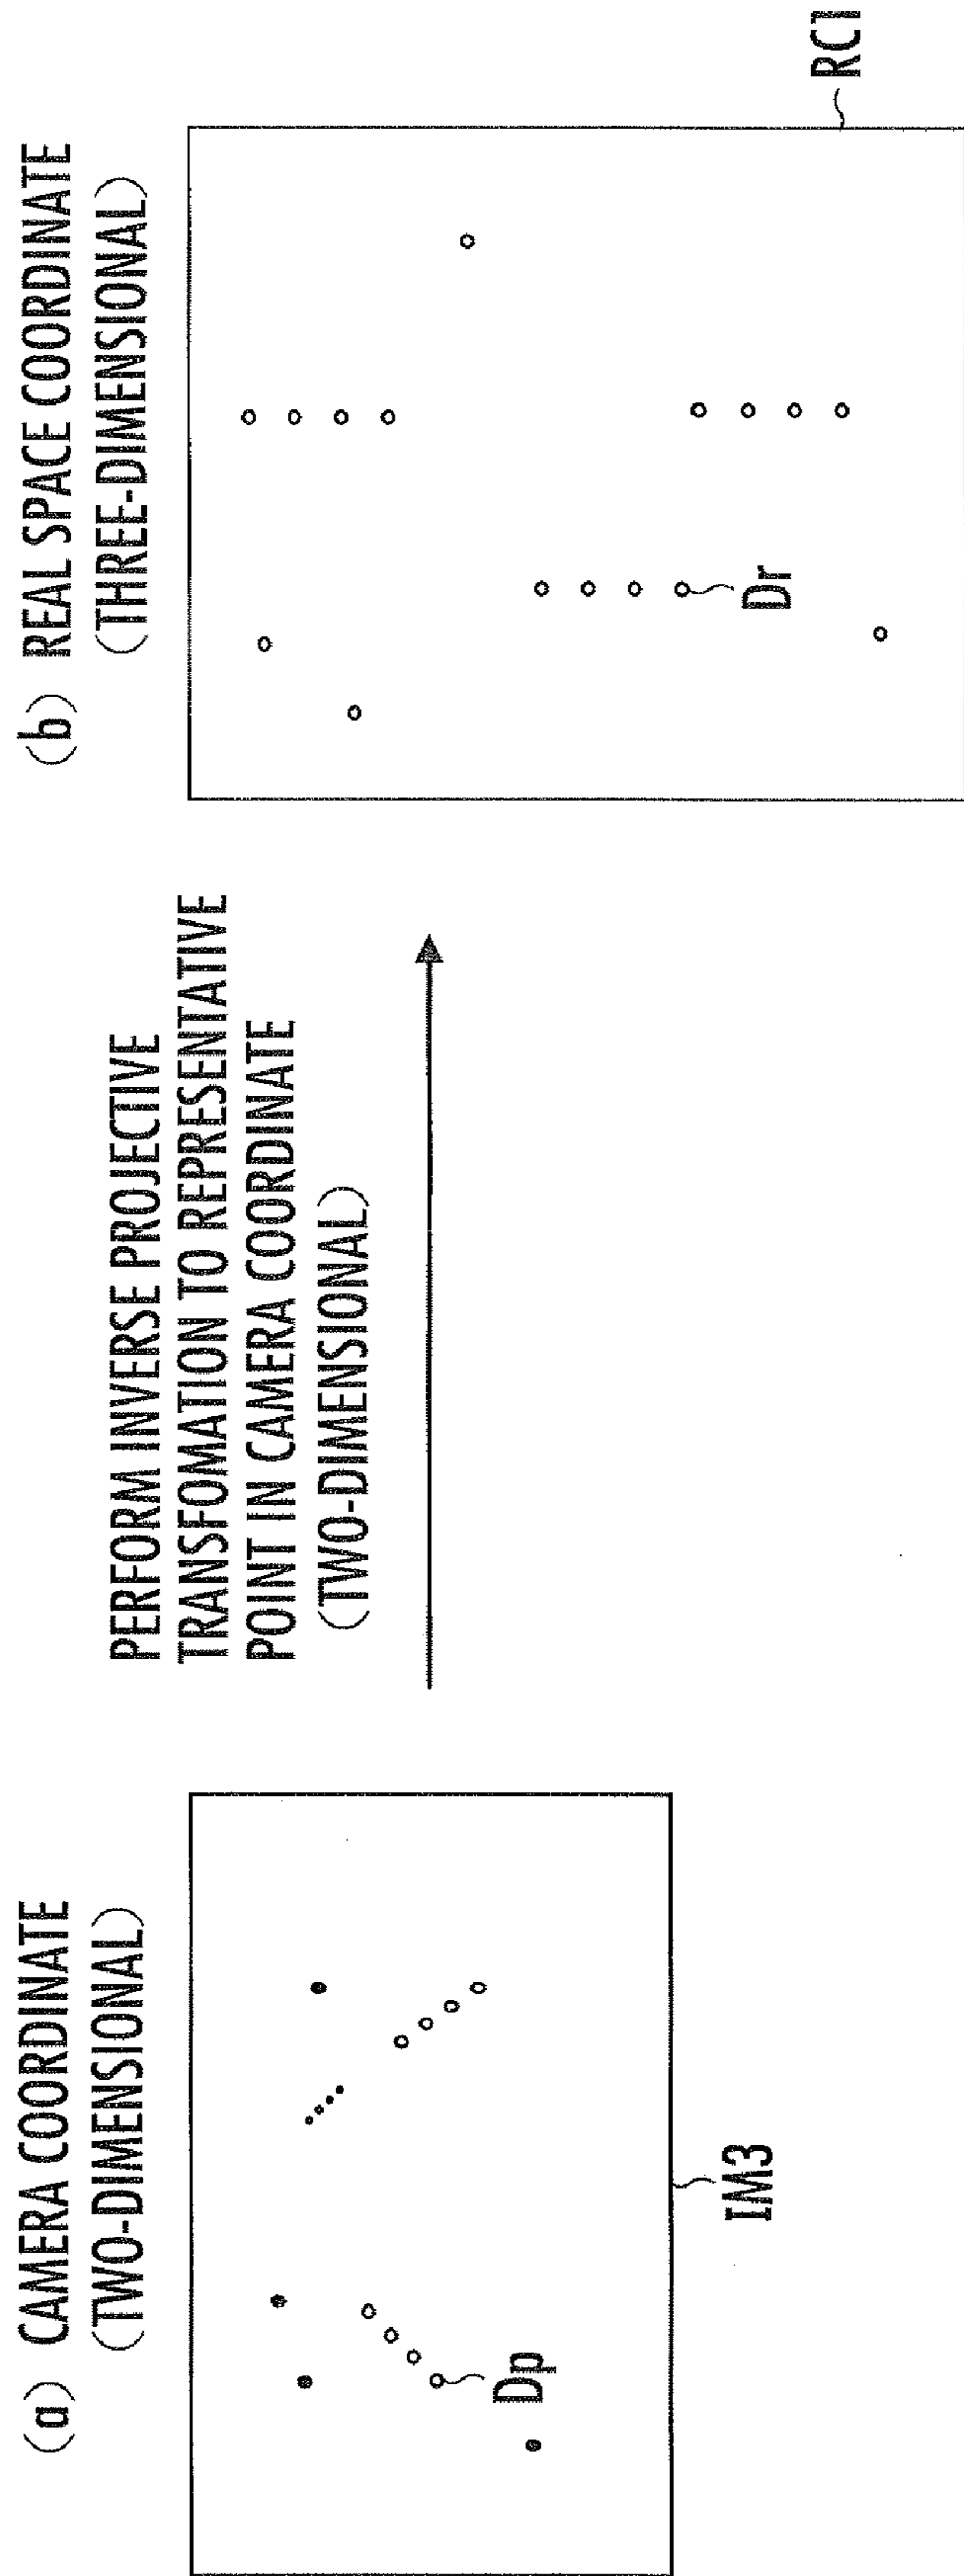 (a) CAMERA COORDINATE
(TWO-DIMENSIONAL)
Dp
IM3
PERFORM INVERSE PROJECTIVE
TRANSFOMATION TO REPRESENTATIVE
POINT IN CAMERA COORDINATE
(TWO-DIMENSIONAL)
(b) REAL SPACE COORDINATE
(THREE-DIMENSIONAL)
Dr
RC1